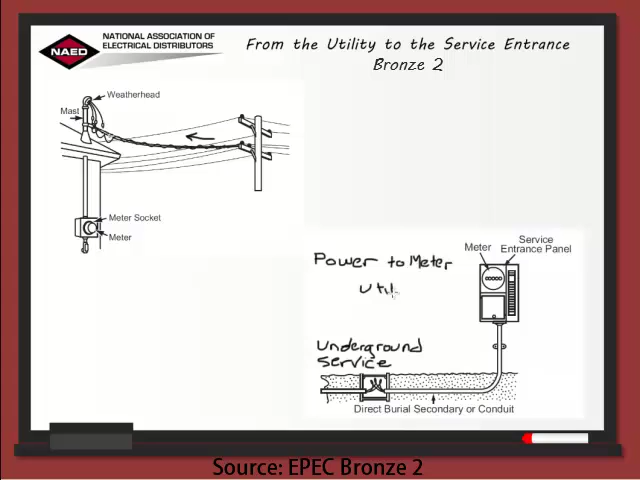 NAED
NATIONAL ASSOCIATION OF
ELECTRICAL DISTRIBUTORS
From the Utility to the Service Entrance
Bronze 2
Weatherhead
Mast
Meter Socket
Meter
Power to Meter
Util
Meter
Service
Entrance Panel
Underground
Service
Direct Burial Secondary or Conduit
Source: EPEC Bronze 2